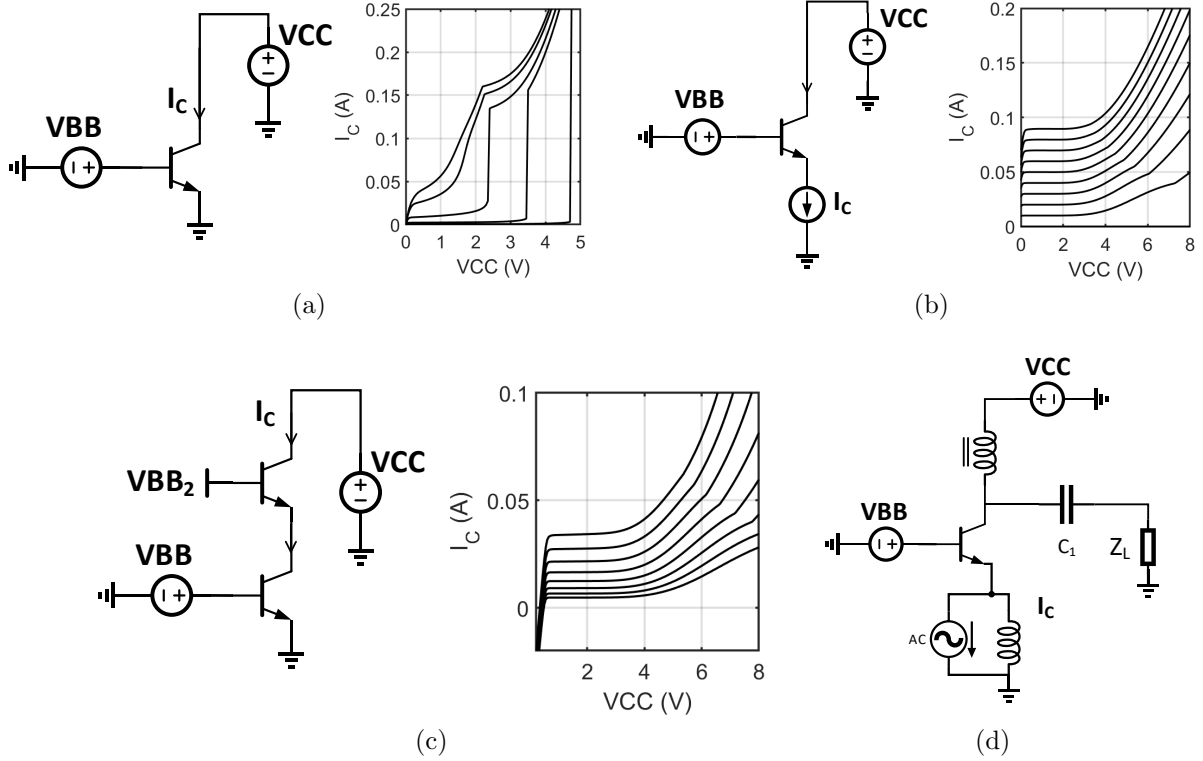 VCC
I_C
VBB
I_C (A)
0.25
0.2
0.15
0.1
0.05
0
0 1 2 3 4 5
VCC (V)
(a)
VCC
VBB
I_C
I_C (A)
0.2
0.15
0.1
0.05
0
0 2 4 6 8
VCC (V)
(b)
I_C
VCC
VBB₂
VBB
I_C (A)
0.1
0.05
0
2 4 6 8
VCC (V)
(c)
VCC
VBB
C₁
Z_L
I_C
AC
(d)